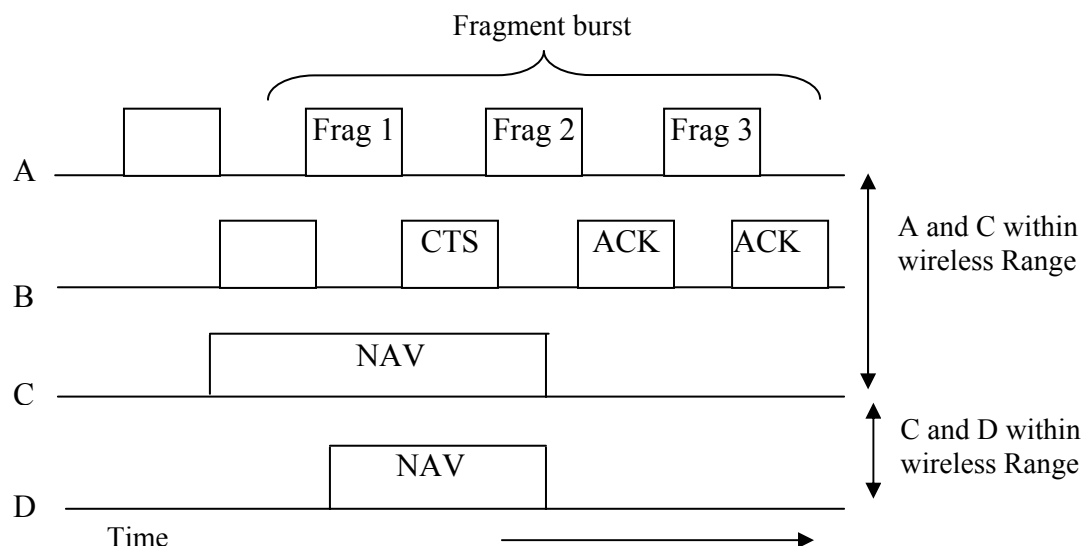 Fragment burst
Frag 1 Frag 2 Frag 3
A
A and C within
wireless Range
CTS ACK ACK
B
NAV
C
C and D within
wireless Range
NAV
D
Time